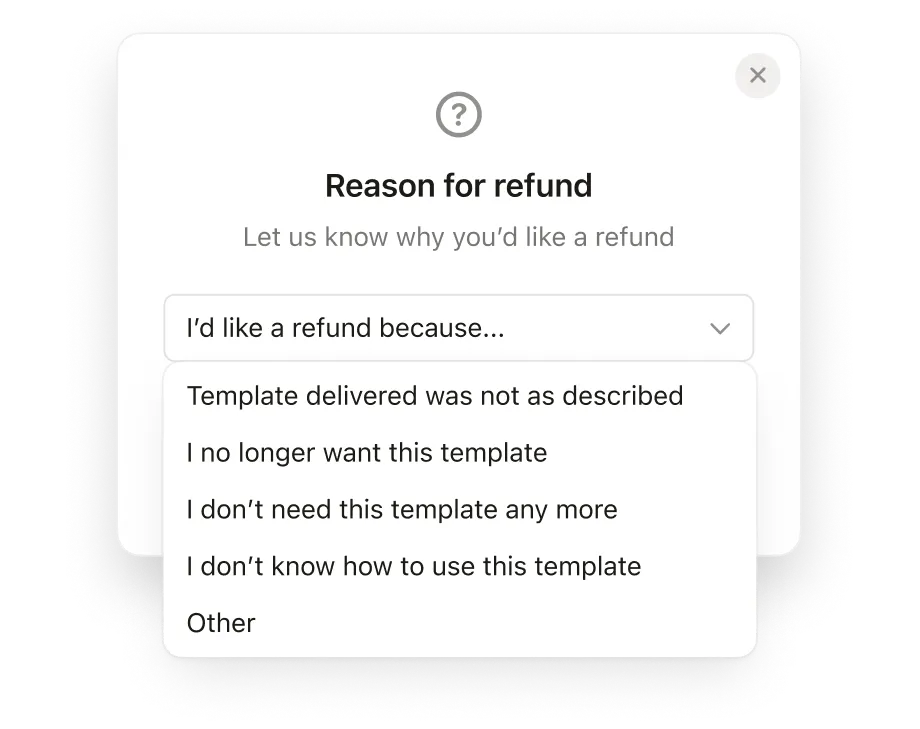 ?
Reason for refund
Let us know why you’d like a refund
I’d like a refund because...
Template delivered was not as described
I no longer want this template
I don’t need this template any more
I don’t know how to use this template
Other